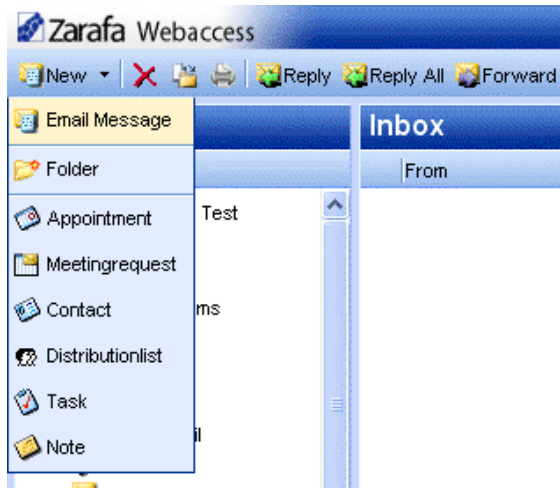 Zarafa Webaccess
New Reply Reply All Forward
Email Message
Inbox
Folder
From
Appointment
Test
Meetingrequest
Contact
ms
Distributionlist
Task
il
Note